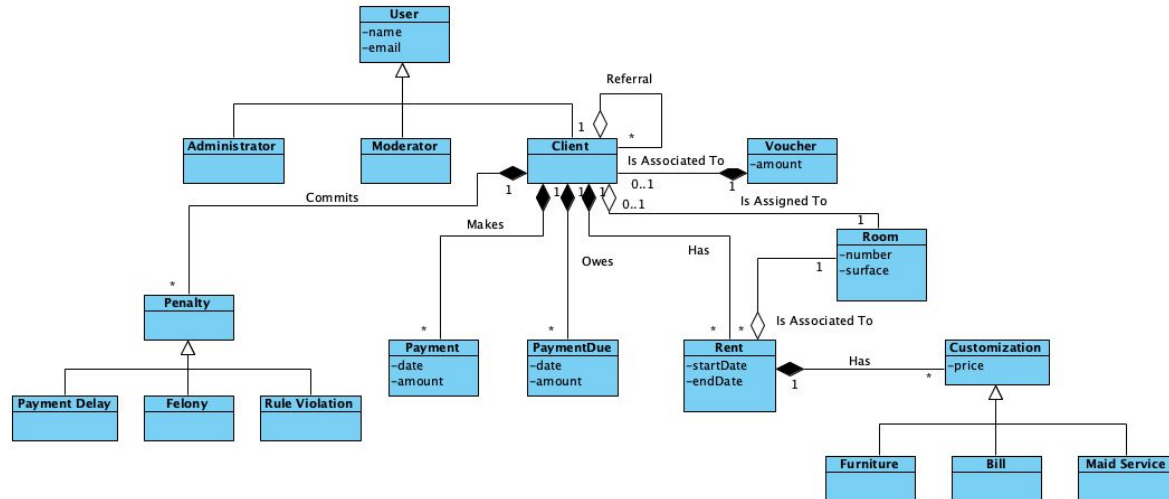 User
-name
-email
Referral
1
*
Administrator
Moderator
Client
Voucher
-amount
Is Associated To
1
0..1
1
Commits
1
1
1
0..1
Is Assigned To
1
Makes
Has
Owes
Room
-number
-surface
1
*
Penalty
Is Associated To
*
*
*
*
Payment
-date
-amount
PaymentDue
-date
-amount
Rent
-startDate
-endDate
Has
1
*
Customization
-price
Payment Delay
Felony
Rule Violation
Furniture
Bill
Maid Service